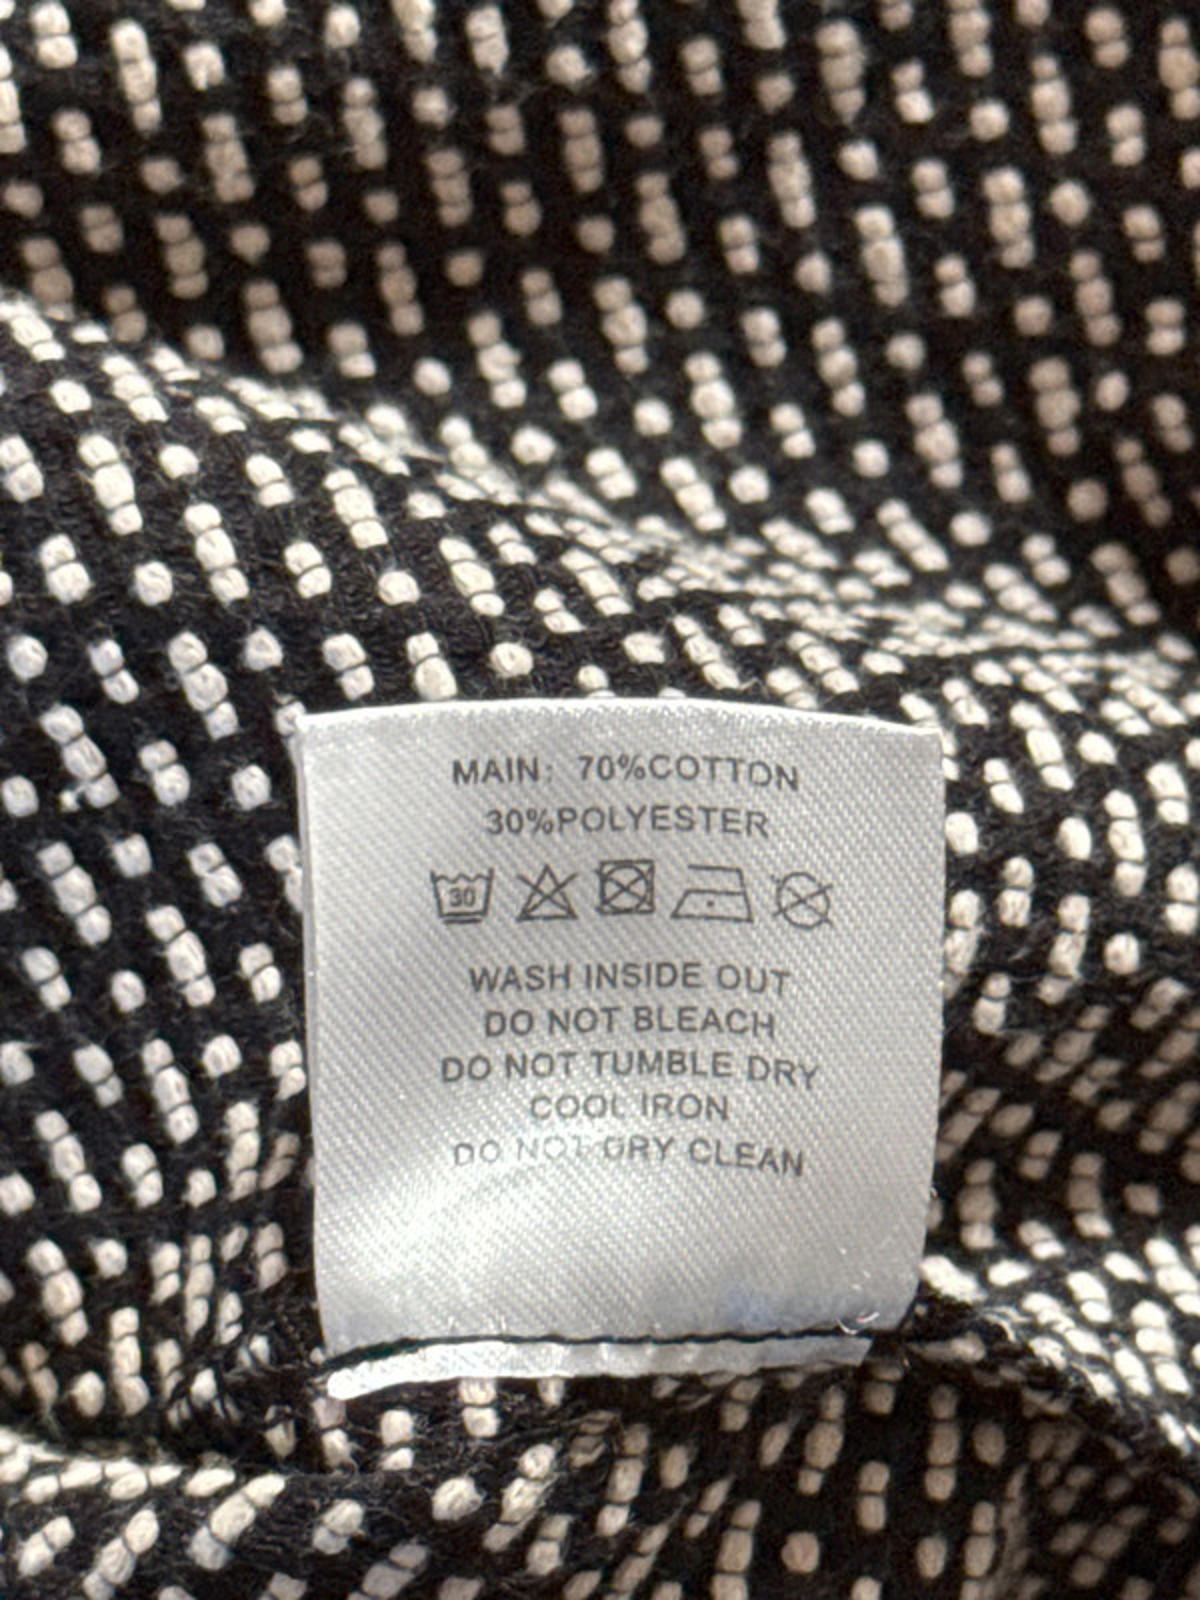 MAIN: 70%COTTON
30%POLYESTER
30
WASH INSIDE OUT
DO NOT BLEACH
DO NOT TUMBLE DRY
COOL IRON
DO NOT DRY CLEAN